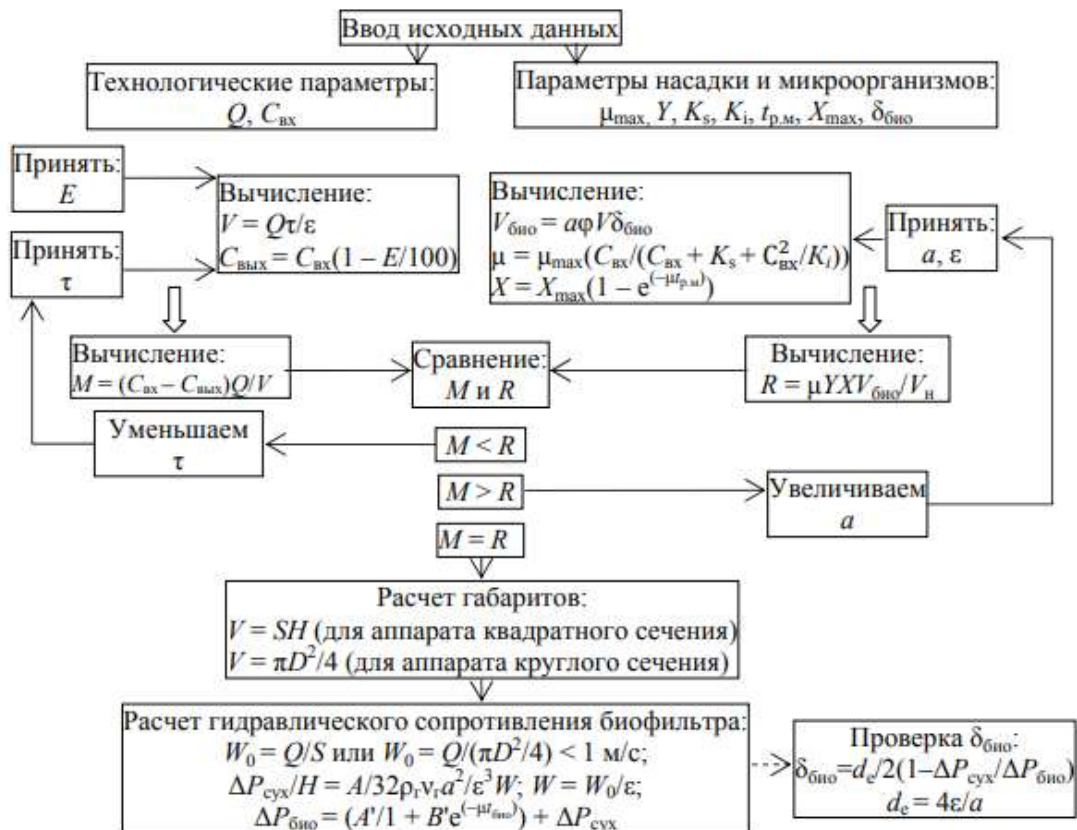 Ввод исходных данных
Технологические параметры:
Q, Cвх
Параметры насадки и микроорганизмов:
μmax, Y, Ks, Ki, tр.м, Xmax, δбио
Принять:
E
Вычисление:
V = Qτ/ε
Cвых = Cвх(1 – E/100)
Принять:
τ
Вычисление:
Vбио = aφVδбио
μ = μmax(Cвх/(Cвх + Ks + C²вх/Ki))
X = Xmax(1 – e^(–μtр.м))
Принять:
a, ε
Вычисление:
M = (Cвх – Cвых)Q/V
Сравнение:
M и R
Вычисление:
R = μYXVбио/Vн
Уменьшаем
τ
M < R
M > R
Увеличиваем
a
M = R
Расчет габаритов:
V = SH (для аппарата квадратного сечения)
V = πD²/4 (для аппарата круглого сечения)
Расчет гидравлического сопротивления биофильтра:
W₀ = Q/S или W₀ = Q/(πD²/4) < 1 м/с;
ΔPсух/H = A/32ρгνгa²/ε³W; W = W₀/ε;
ΔPбио = (A'/1 + B'e^(–μtбио)) + ΔPсух
Проверка δбио:
δбио=dе/2(1–ΔPсух/ΔPбио)
dе = 4ε/a